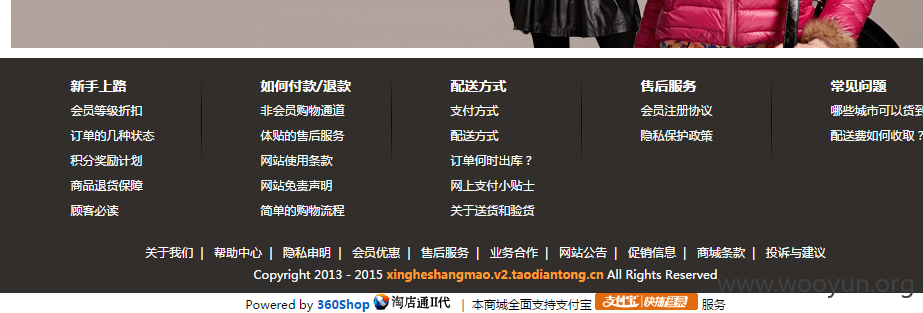 新手上路 如何付款/退款 配送方式 售后服务 常见问题
会员等级折扣 非会员购物通道 支付方式 会员注册协议 哪些城市可以货到
订单的几种状态 体贴的售后服务 配送方式 隐私保护政策 配送费如何收取？
积分奖励计划 网站使用条款 订单何时出库？
商品退货保障 网站免责声明 网上支付小贴士
顾客必读 简单的购物流程 关于送货和验货
关于我们 | 帮助中心 | 隐私申明 | 会员优惠 | 售后服务 | 业务合作 | 网站公告 | 促销信息 | 商城条款 | 投诉与建议
Copyright 2013 - 2015 xingheshangmao.v2.taodiantong.cn All Rights Reserved
www.wooyun.org
Powered by 360Shop 淘店通II代 | 本商城全面支持支付宝 支付宝 快捷登录 服务